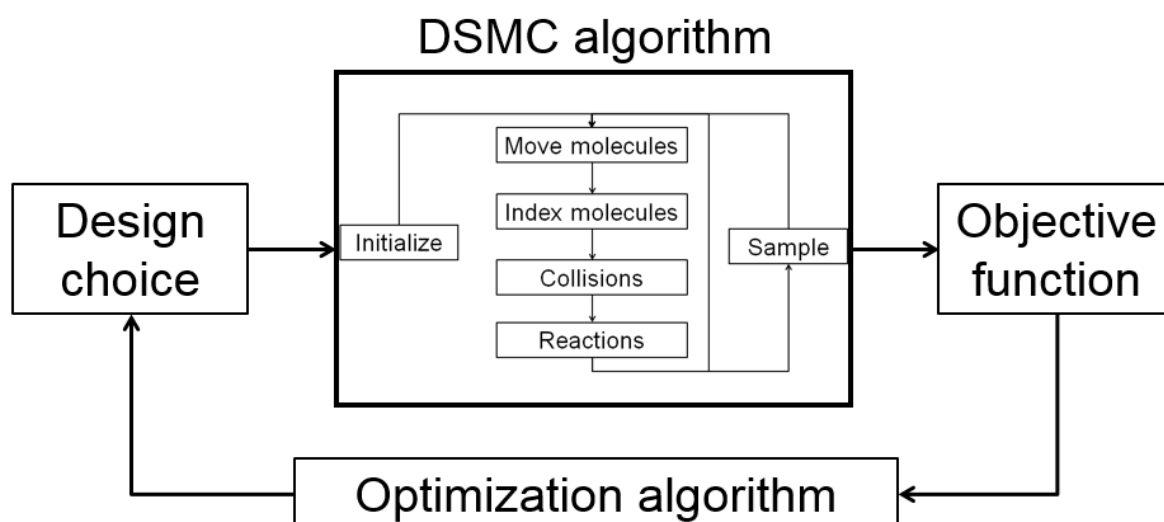 DSMC algorithm
Design
choice
Initialize
Move molecules
Index molecules
Collisions
Reactions
Sample
Objective
function
Optimization algorithm